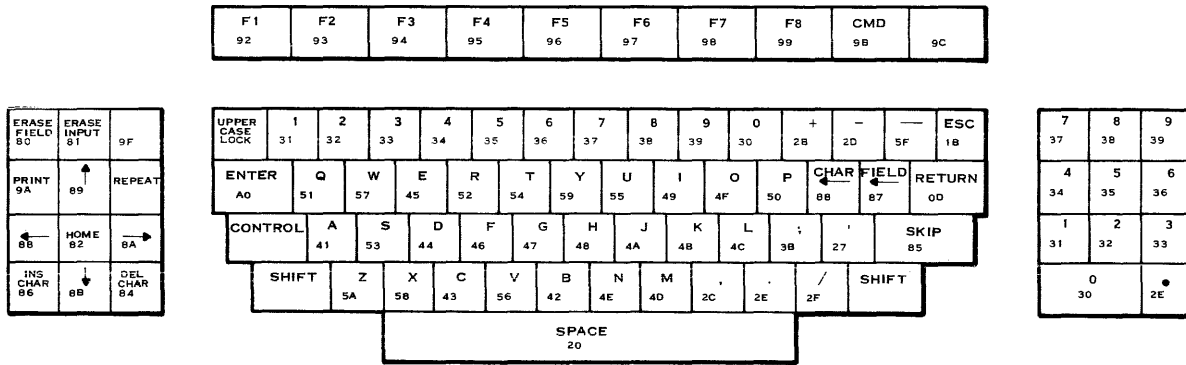 F1 F2 F3 F4 F5 F6 F7 F8 CMD
92 93 94 95 96 97 98 99 9B 9C
ERASE FIELD 80
ERASE INPUT 81
9F
PRINT 9A
89
REPEAT
88
HOME 82
8A
INS CHAR 86
8B
DEL CHAR 84
UPPER CASE LOCK
1 2 3 4 5 6 7 8 9 0 + - — ESC
31 32 33 34 35 36 37 38 39 30 2B 2D 5F 1B
ENTER Q W E R T Y U I O P CHAR FIELD RETURN
A0 51 57 45 52 54 59 55 49 4F 50 88 87 0D
CONTROL A S D F G H J K L ; ' SKIP
41 53 44 46 47 48 4A 4B 4C 3B 27 85
SHIFT Z X C V B N M , . / SHIFT
5A 58 43 56 42 4E 4D 2C 2E 2F
SPACE
20
7 8 9
37 38 39
4 5 6
34 35 36
1 2 3
31 32 33
0 •
30 2E